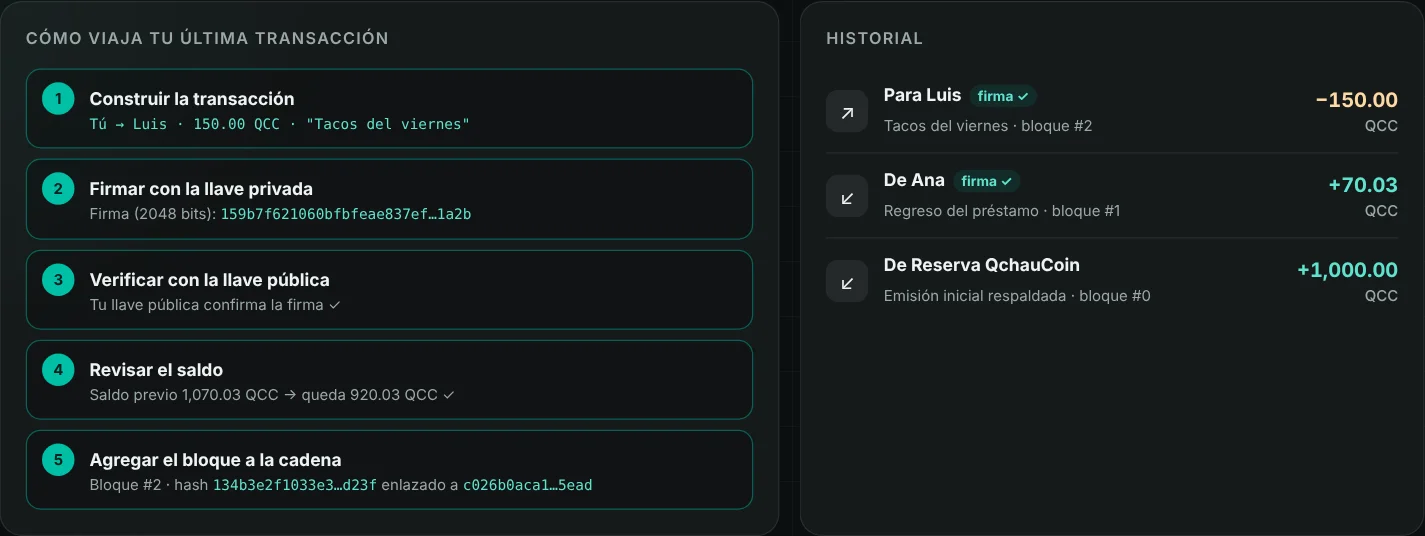 CÓMO VIAJA TU ÚLTIMA TRANSACCIÓN
1
Construir la transacción
Tú → Luis · 150.00 QCC · "Tacos del viernes"
2
Firmar con la llave privada
Firma (2048 bits): 159b7f621060bfbfeae837ef…1a2b
3
Verificar con la llave pública
Tu llave pública confirma la firma ✓
4
Revisar el saldo
Saldo previo 1,070.03 QCC → queda 920.03 QCC ✓
5
Agregar el bloque a la cadena
Bloque #2 · hash 134b3e2f1033e3…d23f enlazado a c026b0aca1…5ead
HISTORIAL
Para Luis firma ✓
−150.00
Tacos del viernes · bloque #2
QCC
De Ana firma ✓
+70.03
Regreso del préstamo · bloque #1
QCC
De Reserva QchauCoin
+1,000.00
Emisión inicial respaldada · bloque #0
QCC